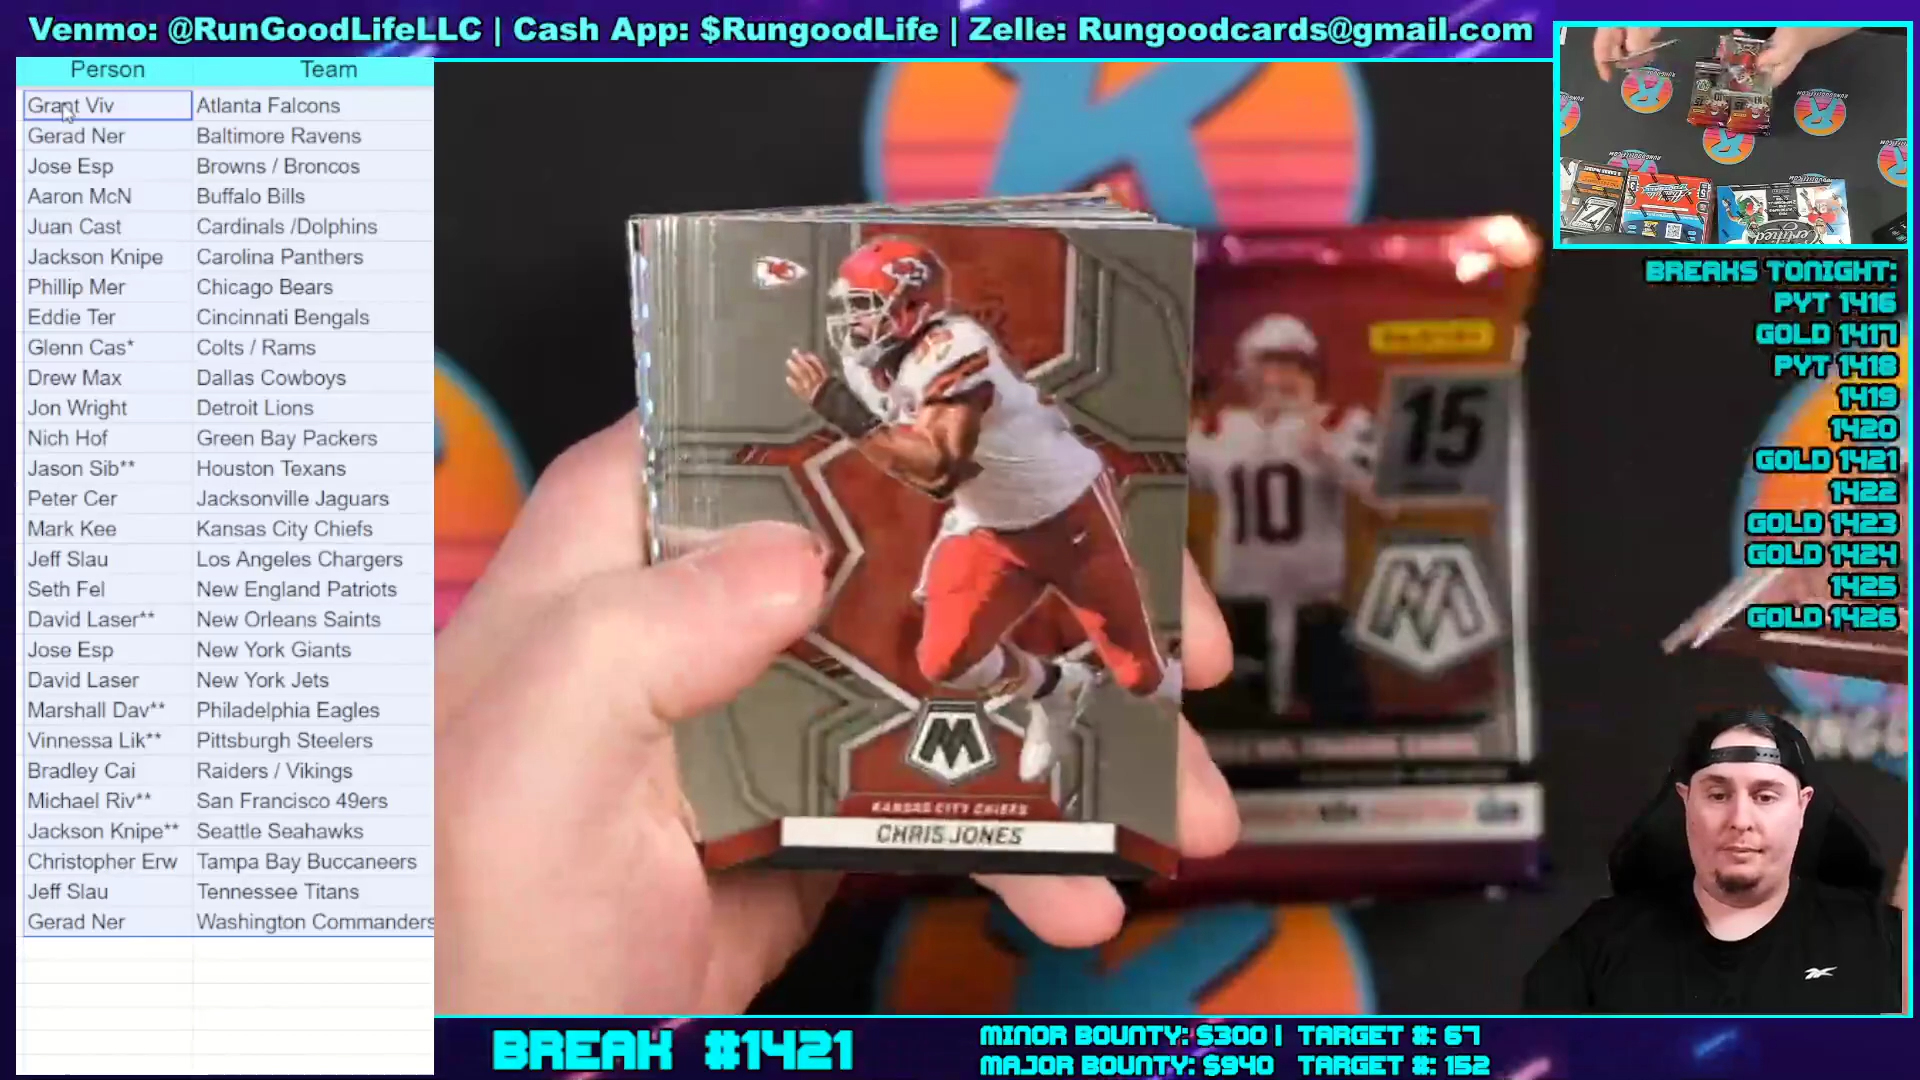 Venmo: @RunGoodLifeLLC | Cash App: $RungoodLife | Zelle: Rungoodcards@gmail.com
Person Team
Grant Viv Atlanta Falcons
Gerad Ner Baltimore Ravens
Jose Esp Browns / Broncos
Aaron McN Buffalo Bills
Juan Cast Cardinals /Dolphins
Jackson Knipe Carolina Panthers
Phillip Mer Chicago Bears
Eddie Ter Cincinnati Bengals
Glenn Cas* Colts / Rams
Drew Max Dallas Cowboys
Jon Wright Detroit Lions
Nich Hof Green Bay Packers
Jason Sib** Houston Texans
Peter Cer Jacksonville Jaguars
Mark Kee Kansas City Chiefs
Jeff Slau Los Angeles Chargers
Seth Fel New England Patriots
David Laser** New Orleans Saints
Jose Esp New York Giants
David Laser New York Jets
Marshall Dav** Philadelphia Eagles
Vinnessa Lik** Pittsburgh Steelers
Bradley Cai Raiders / Vikings
Michael Riv** San Francisco 49ers
Jackson Knipe** Seattle Seahawks
Christopher Erw Tampa Bay Buccaneers
Jeff Slau Tennessee Titans
Gerad Ner Washington Commanders
KANSAS CITY CHIEFS
CHRIS JONES
PANINI
15
10
M
BREAKS TONIGHT:
PYT 1416
GOLD 1417
PYT 1418
1419
1420
GOLD 1421
1422
GOLD 1423
GOLD 1424
1425
GOLD 1426
BREAK #1421
MINOR BOUNTY: $300 | TARGET #: 67
MAJOR BOUNTY: $940 TARGET #: 152